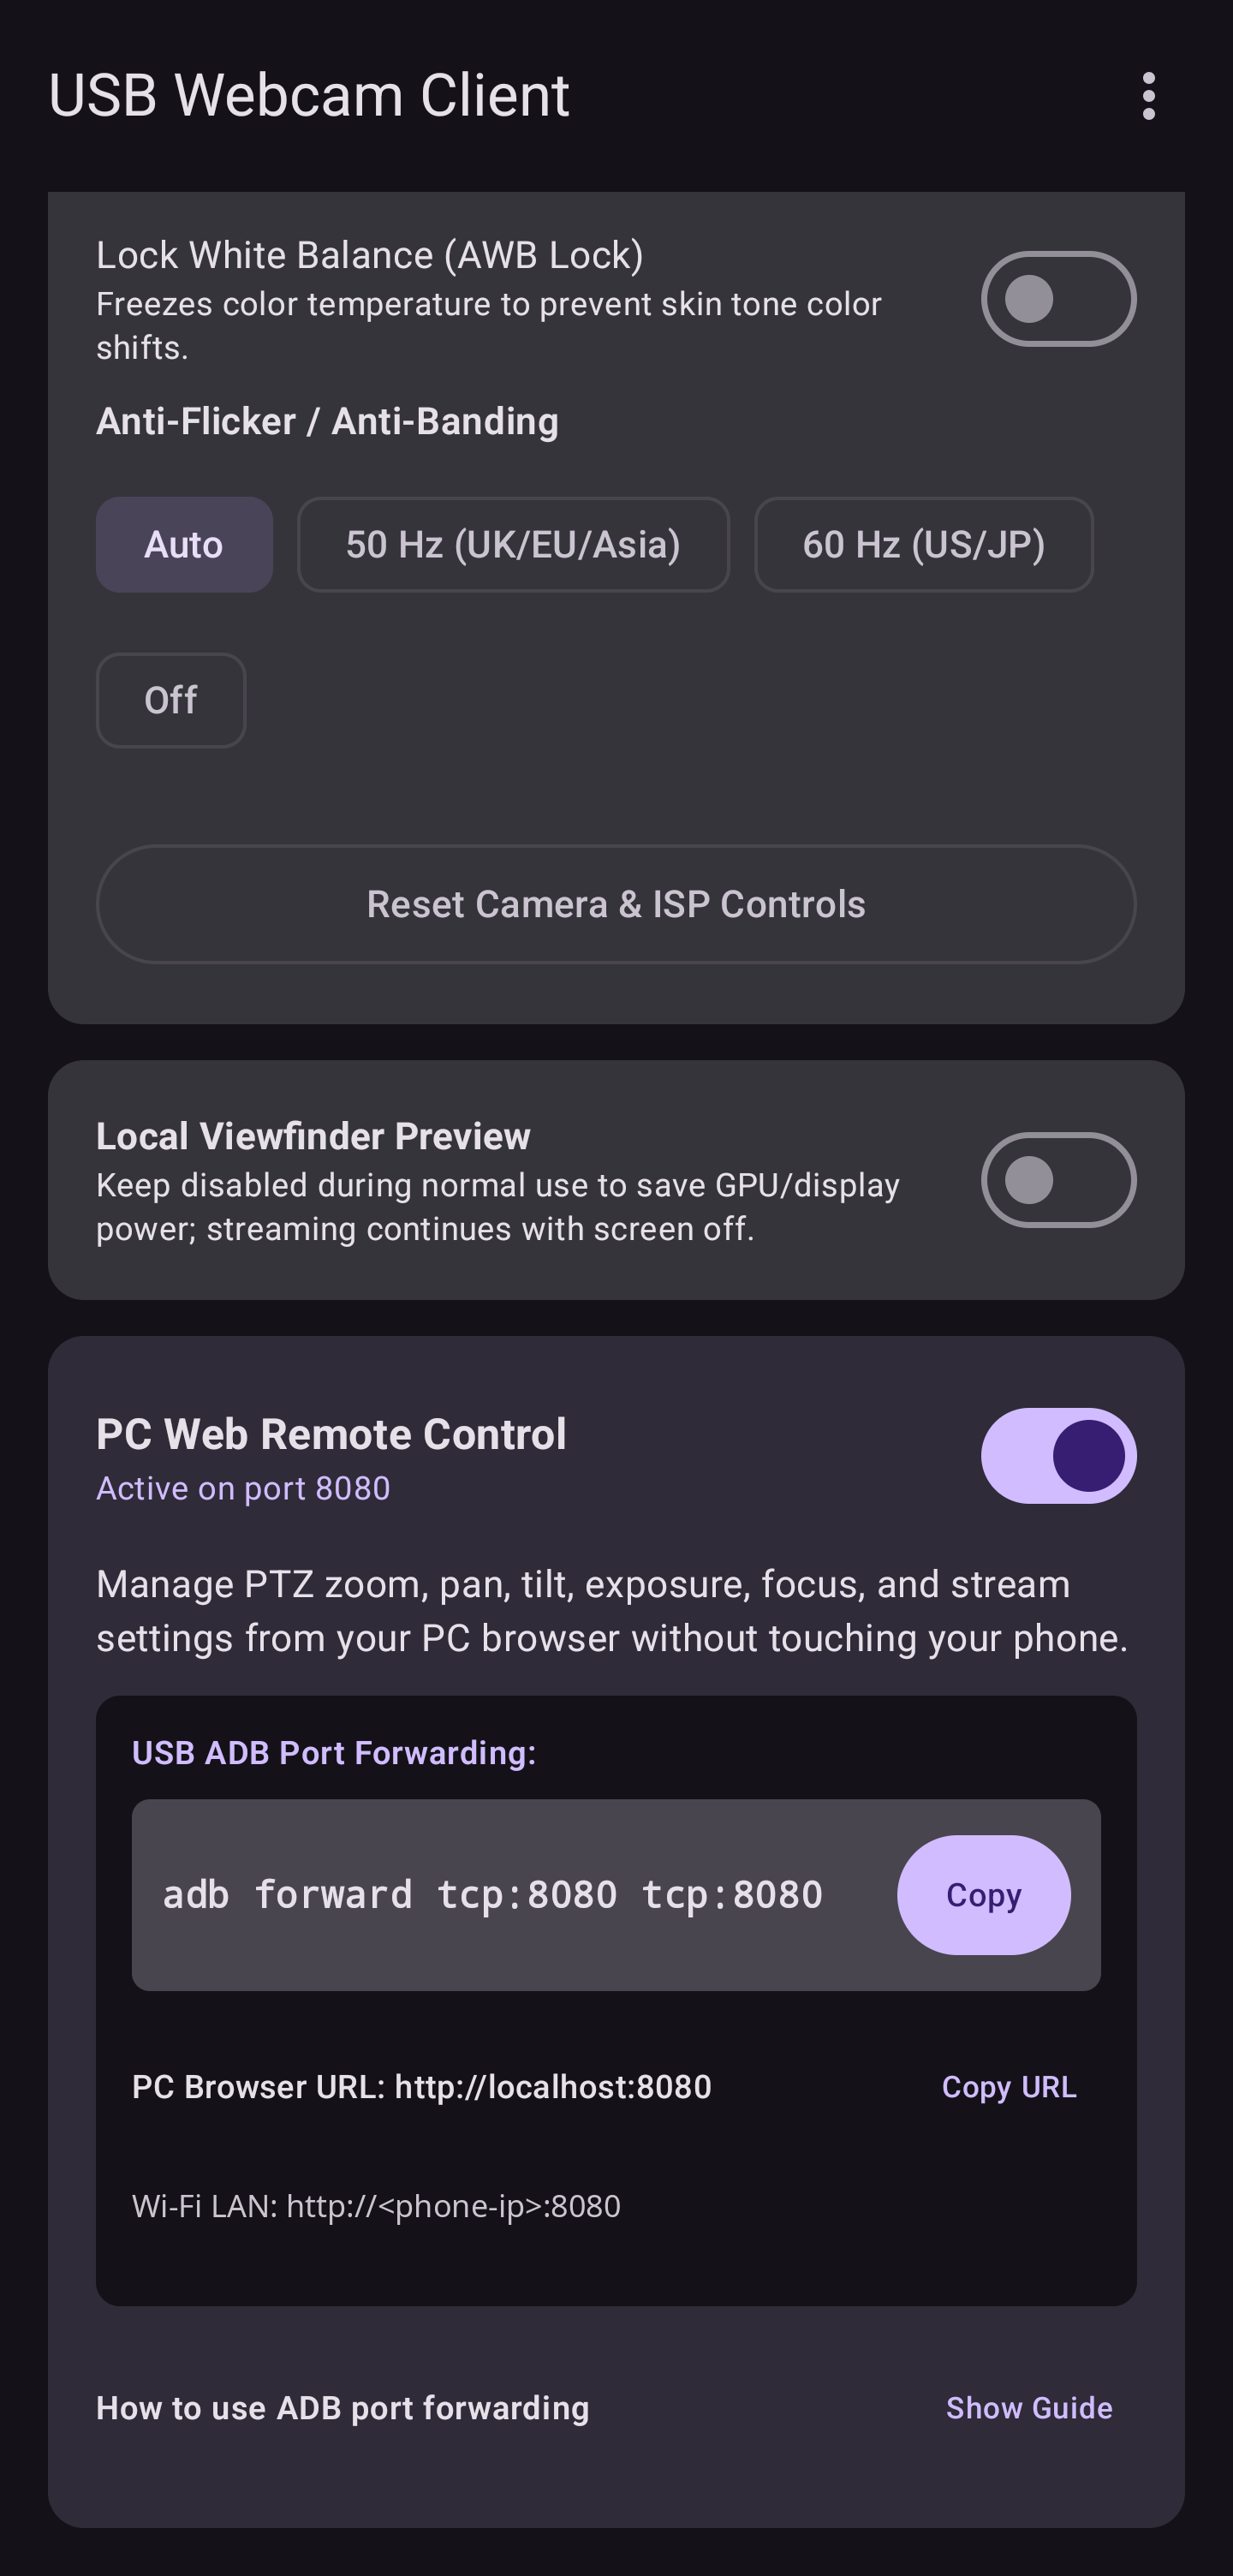 USB Webcam Client
Lock White Balance (AWB Lock)
Freezes color temperature to prevent skin tone color
shifts.
Anti-Flicker / Anti-Banding
Auto
50 Hz (UK/EU/Asia)
60 Hz (US/JP)
Off
Reset Camera & ISP Controls
Local Viewfinder Preview
Keep disabled during normal use to save GPU/display
power; streaming continues with screen off.
PC Web Remote Control
Active on port 8080
Manage PTZ zoom, pan, tilt, exposure, focus, and stream
settings from your PC browser without touching your phone.
USB ADB Port Forwarding:
adb forward tcp:8080 tcp:8080
Copy
PC Browser URL: http://localhost:8080
Copy URL
Wi-Fi LAN: http://<phone-ip>:8080
How to use ADB port forwarding
Show Guide